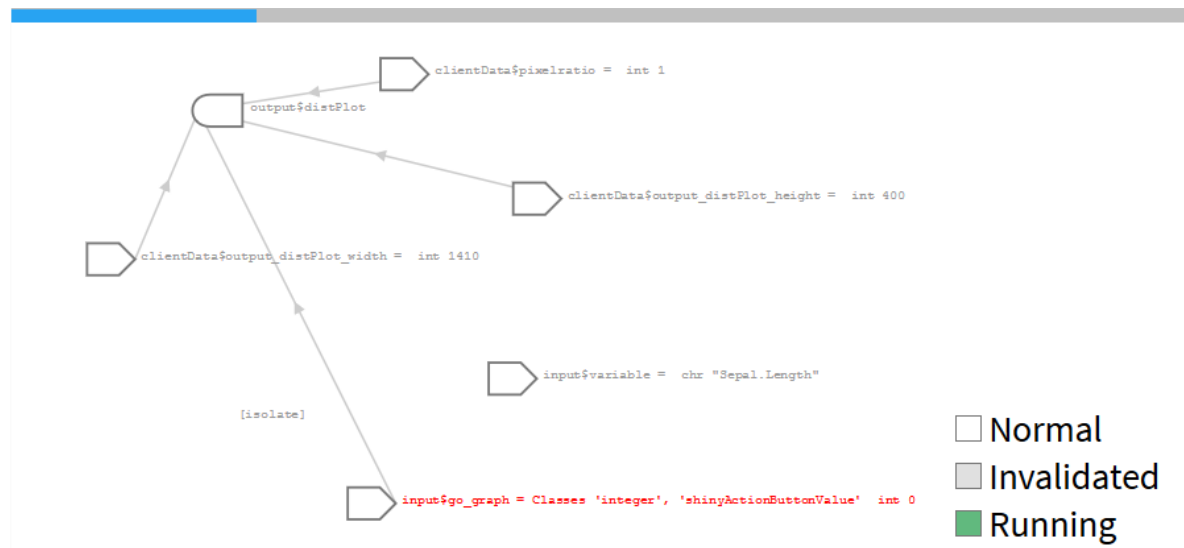 clientData$pixelratio =  int 1
output$distPlot
clientData$output_distPlot_height =  int 400
clientData$output_distPlot_width =  int 1410
input$variable =  chr "Sepal.Length"
[isolate]
input$go_graph = Classes 'integer', 'shinyActionButtonValue'  int 0
Normal
Invalidated
Running